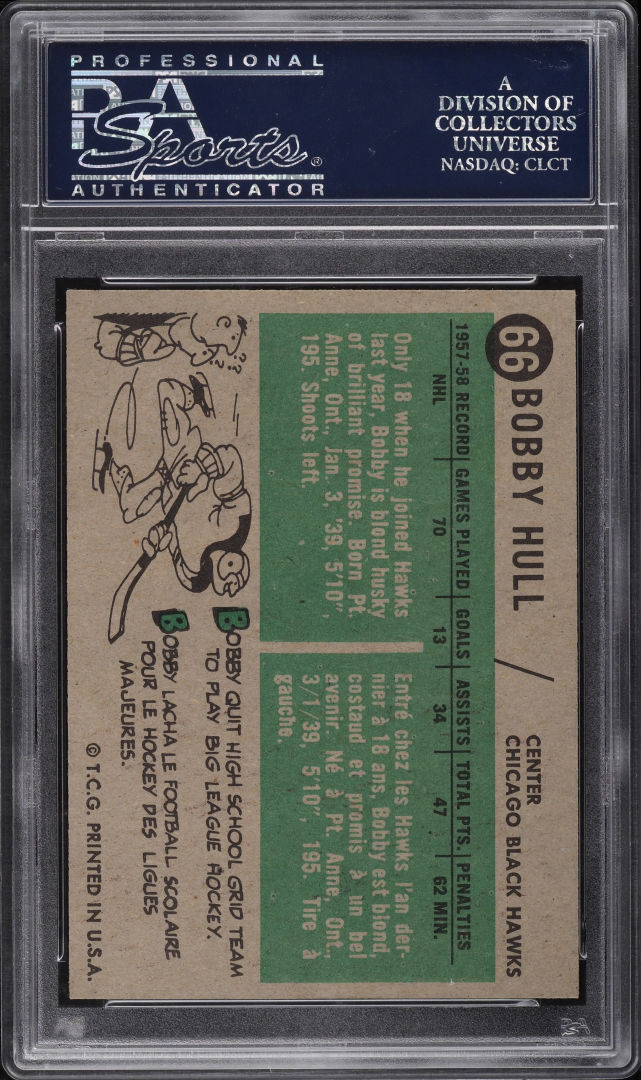 PROFESSIONAL
PSA
Sports®
AUTHENTICATOR
A
DIVISION OF
COLLECTORS
UNIVERSE
NASDAQ: CLCT
66 BOBBY HULL / CENTER
CHICAGO BLACK HAWKS
1957-58 RECORD | GAMES PLAYED | GOALS | ASSISTS | TOTAL PTS. | PENALTIES
NHL 70 13 34 47 62 MIN.
Only 18 when he joined Hawks
last year, Bobby is blond husky
of brilliant promise. Born Pt.
Anne, Ont., Jan. 3, '39, 5'10",
195. Shoots left.
Entré chez les Hawks l'an der-
nier à 18 ans, Bobby est blond,
costaud et promis à un bel
avenir. Né à Pt. Anne, Ont.,
3/1/39, 5'10", 195. Tire à
gauche.
BOBBY QUIT HIGH SCHOOL GRID TEAM
TO PLAY BIG LEAGUE HOCKEY.
BOBBY LACHA LE FOOTBALL SCOLAIRE
POUR LE HOCKEY DES LIGUES
MAJEURES.
© T.C.G. PRINTED IN U.S.A.